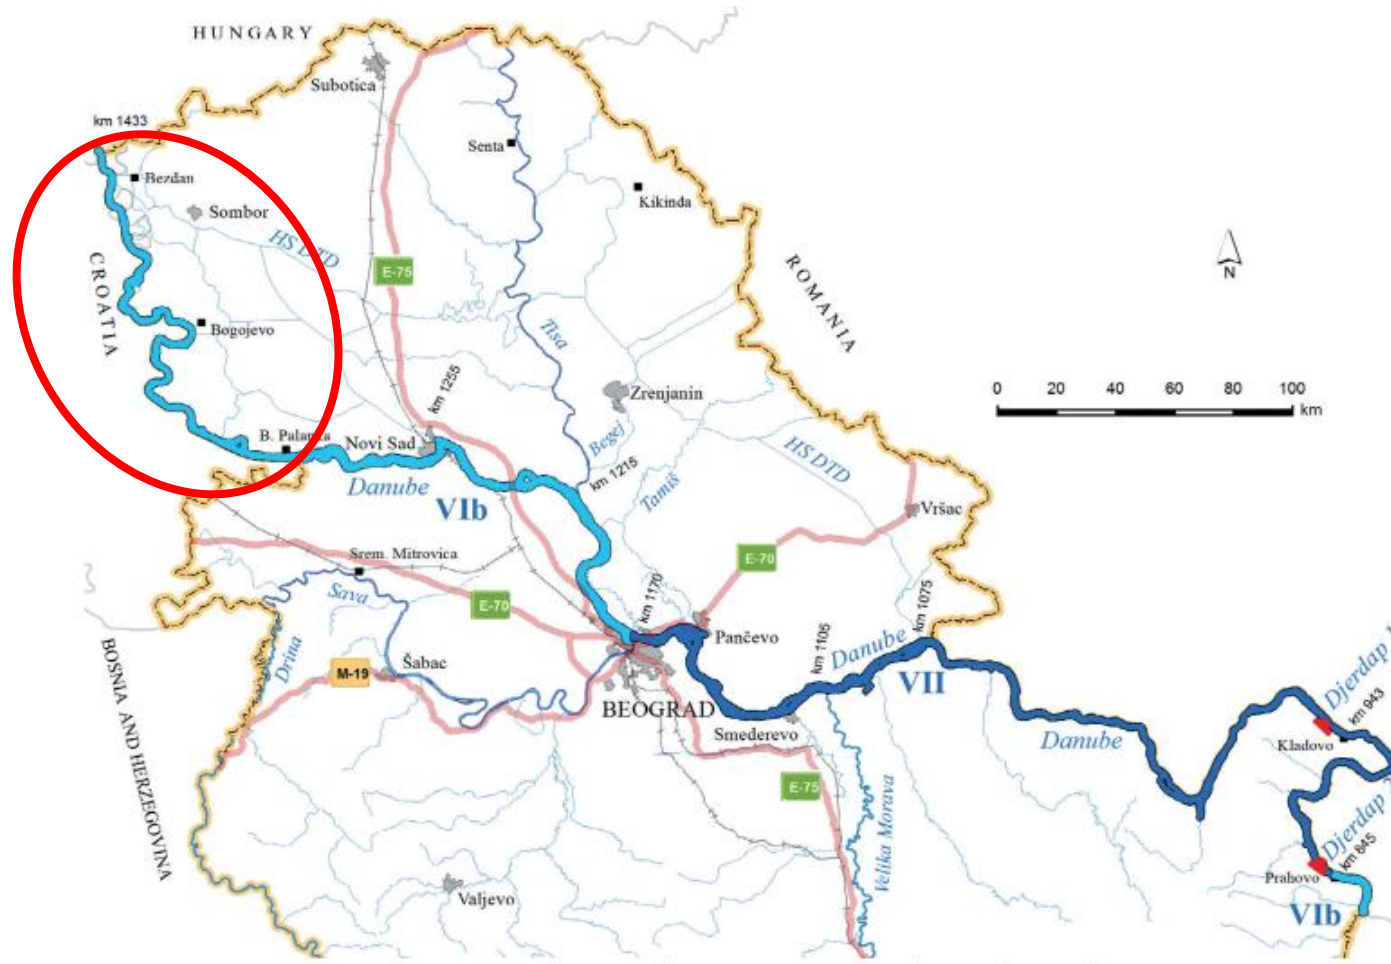 HUNGARY
Subotica
km 1433
Senta
Bezdan
Kikinda
Sombor
HS DTD
CROATIA
E-75
ROMANIA
N
Bogojevo
Tisa
km 1255
Zrenjanin
0 20 40 60 80 100
km
B. Palanka
Novi Sad
Begej
km 1215
HS DTD
Danube
VIb
Tamiš
Vršac
Srem. Mitrovica
E-70
Sava
E-70
km 1170
km 1075
BOSNIA AND HERZEGOVINA
Drina
Šabac
Pančevo
km 1105
Danube
M-19
VII
BEOGRAD
Djerdap
km 943
Smederevo
Danube
Kladovo
E-75
Velika Morava
Djerdap
km 845
Prahovo
Valjevo
VIb